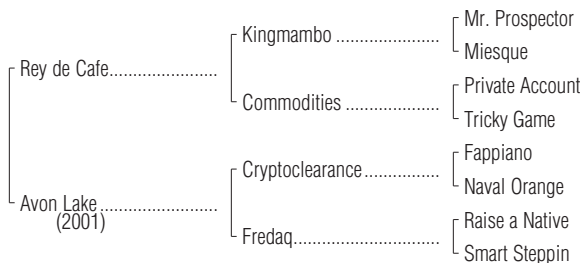 Mr. Prospector
Kingmambo ....................
Miesque
Rey de Cafe.....................
Private Account
Commodities ..................
Tricky Game
Fappiano
Cryptoclearance...............
Naval Orange
Avon Lake.......................
(2001)
Raise a Native
Fredaq............................
Smart Steppin